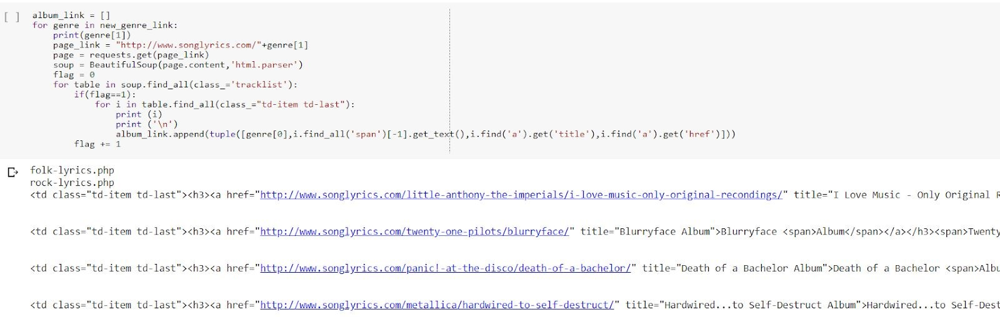 [ ] album_link = []
for genre in new_genre_link:
print(genre[1])
page_link = "http://www.songlyrics.com/"+genre[1]
page = requests.get(page_link)
soup = BeautifulSoup(page.content,'html.parser')
flag = 0
for table in soup.find_all(class_='tracklist'):
if(flag==1):
for i in table.find_all(class_="td-item td-last"):
print (i)
print ('\n')
album_link.append(tuple([genre[0],i.find_all('span')[-1].get_text(),i.find('a').get('title'),i.find('a').get('href')]))
flag += 1
folk-lyrics.php
rock-lyrics.php
<td class="td-item td-last"><h3><a href="http://www.songlyrics.com/little-anthony-the-imperials/i-love-music-only-original-recondings/" title="I Love Music - Only Original R
<td class="td-item td-last"><h3><a href="http://www.songlyrics.com/twenty-one-pilots/blurryface/" title="Blurryface Album">Blurryface <span>Album</span></a></h3><span>Twenty
<td class="td-item td-last"><h3><a href="http://www.songlyrics.com/panic!-at-the-disco/death-of-a-bachelor/" title="Death of a Bachelor Album">Death of a Bachelor <span>Albu
<td class="td-item td-last"><h3><a href="http://www.songlyrics.com/metallica/hardwired-to-self-destruct/" title="Hardwired...to Self-Destruct Album">Hardwired...to Self-Dest